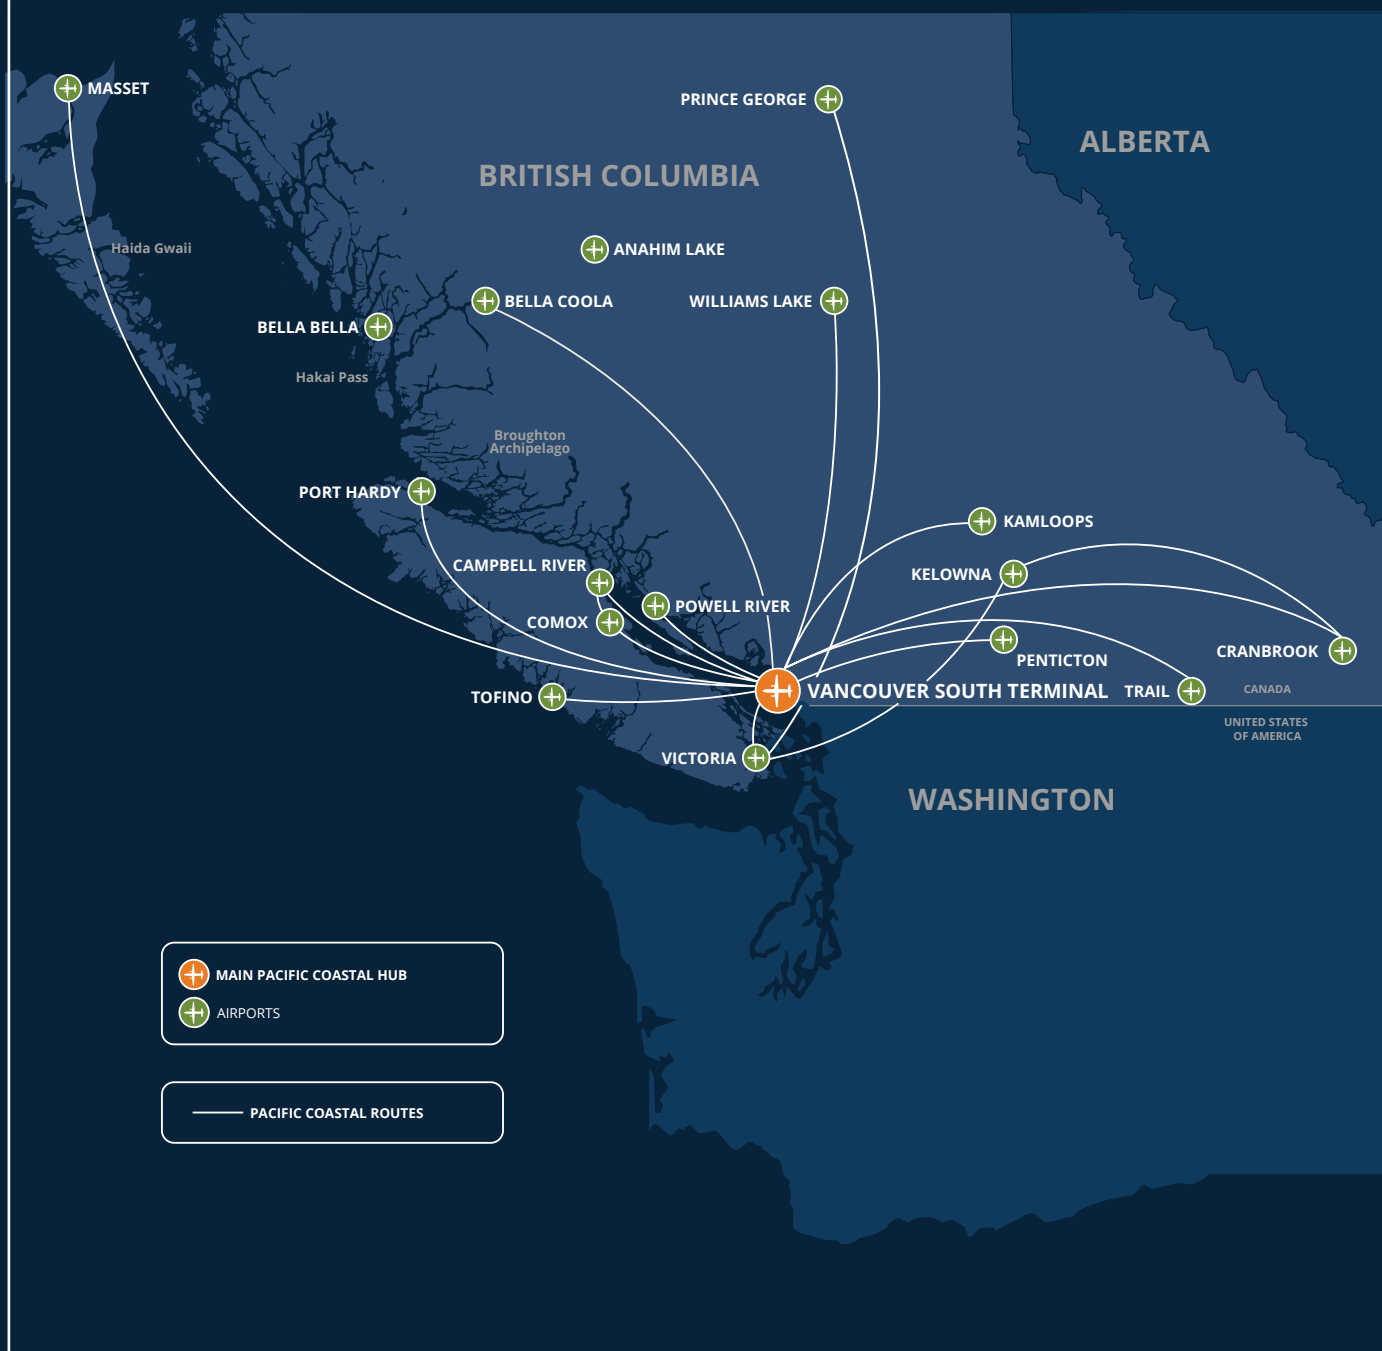 MASSET
PRINCE GEORGE
ALBERTA
BRITISH COLUMBIA
Haida Gwaii
ANAHIM LAKE
BELLA COOLA
WILLIAMS LAKE
BELLA BELLA
Hakai Pass
Broughton
Archipelago
PORT HARDY
KAMLOOPS
CAMPBELL RIVER
KELOWNA
POWELL RIVER
COMOX
PENTICTON
CRANBROOK
TOFINO
VANCOUVER SOUTH TERMINAL
TRAIL
CANADA
UNITED STATES
OF AMERICA
VICTORIA
WASHINGTON
MAIN PACIFIC COASTAL HUB
AIRPORTS
PACIFIC COASTAL ROUTES